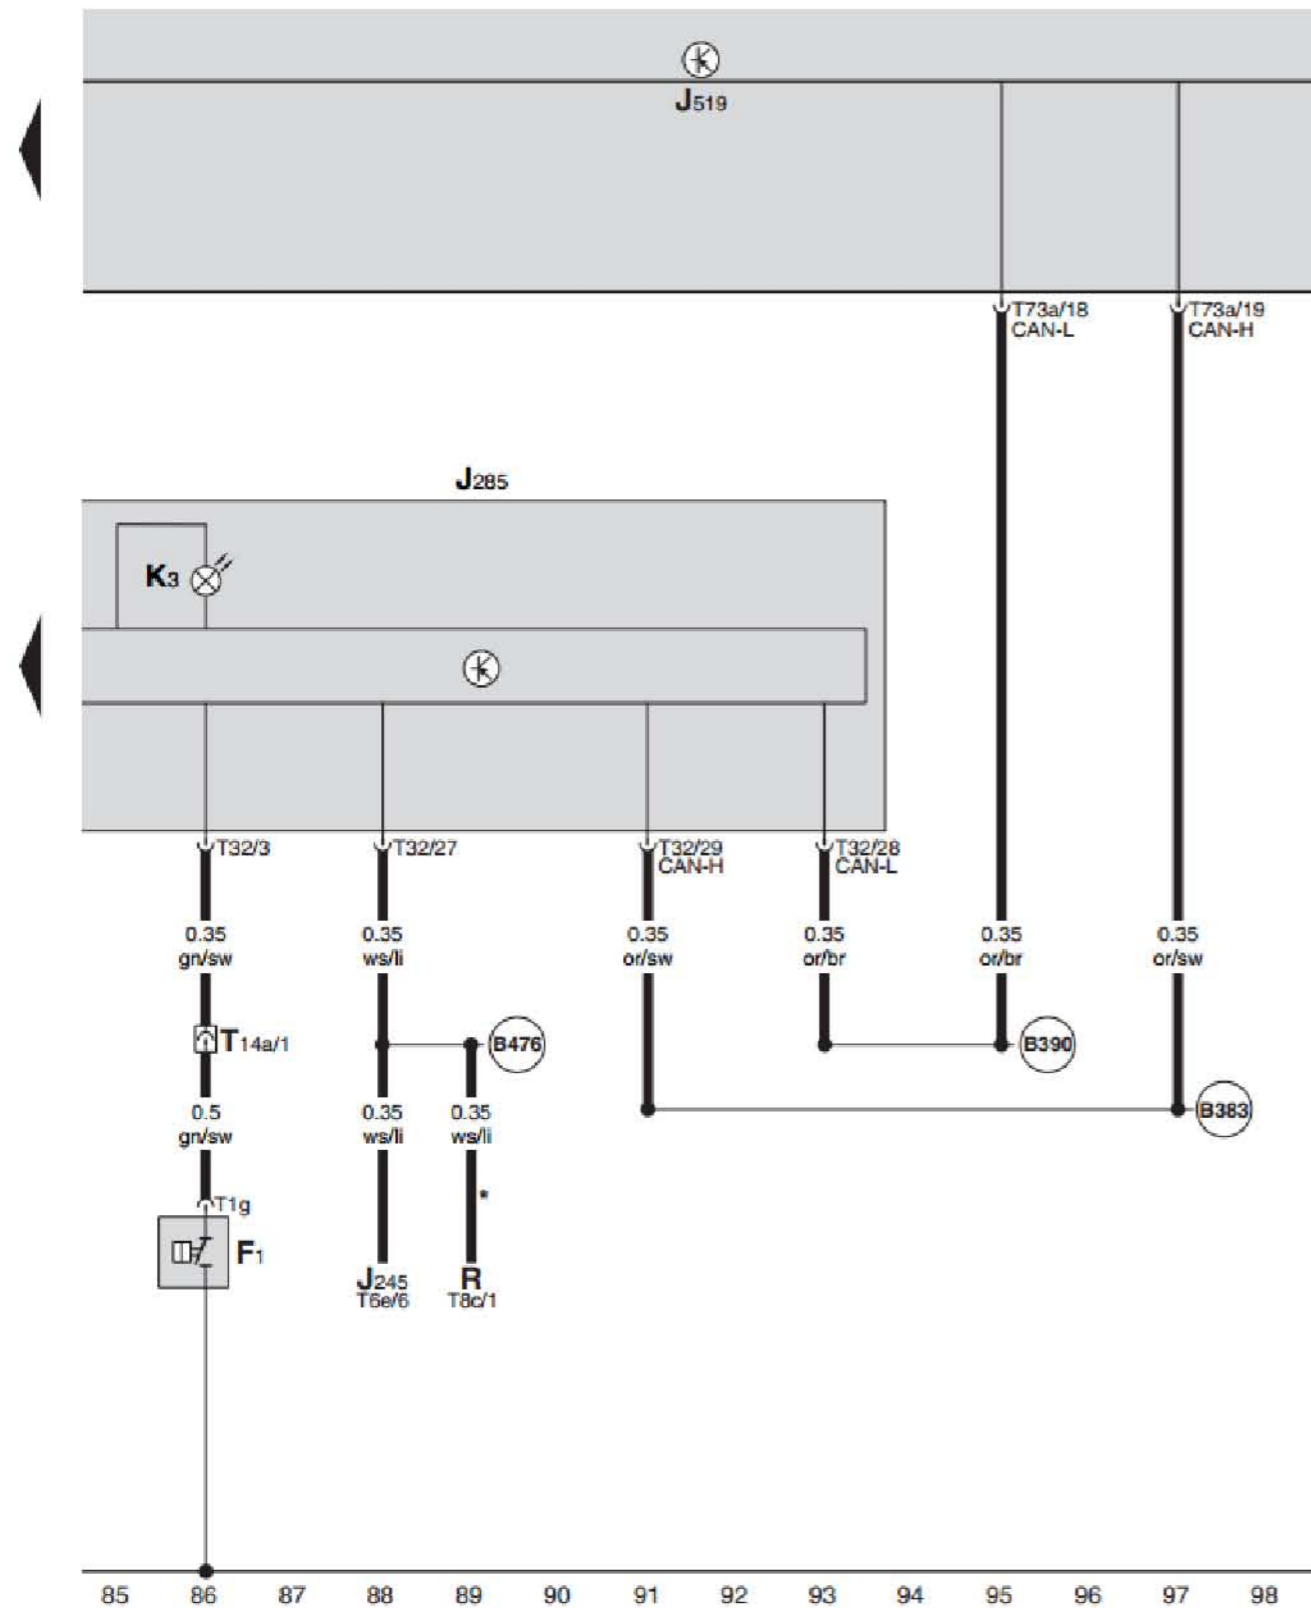 J519
T73a/18
CAN-L
T73a/19
CAN-H
J285
K3
T32/3
T32/27
T32/29
CAN-H
T32/28
CAN-L
0.35
gn/sw
0.35
ws/li
0.35
or/sw
0.35
or/br
0.35
or/br
0.35
or/sw
T14a/1
B476
B390
B383
0.5
gn/sw
0.35
ws/li
0.35
ws/li
*
T1g
F1
J245
T6e/6
R
T8c/1
85 86 87 88 89 90 91 92 93 94 95 96 97 98